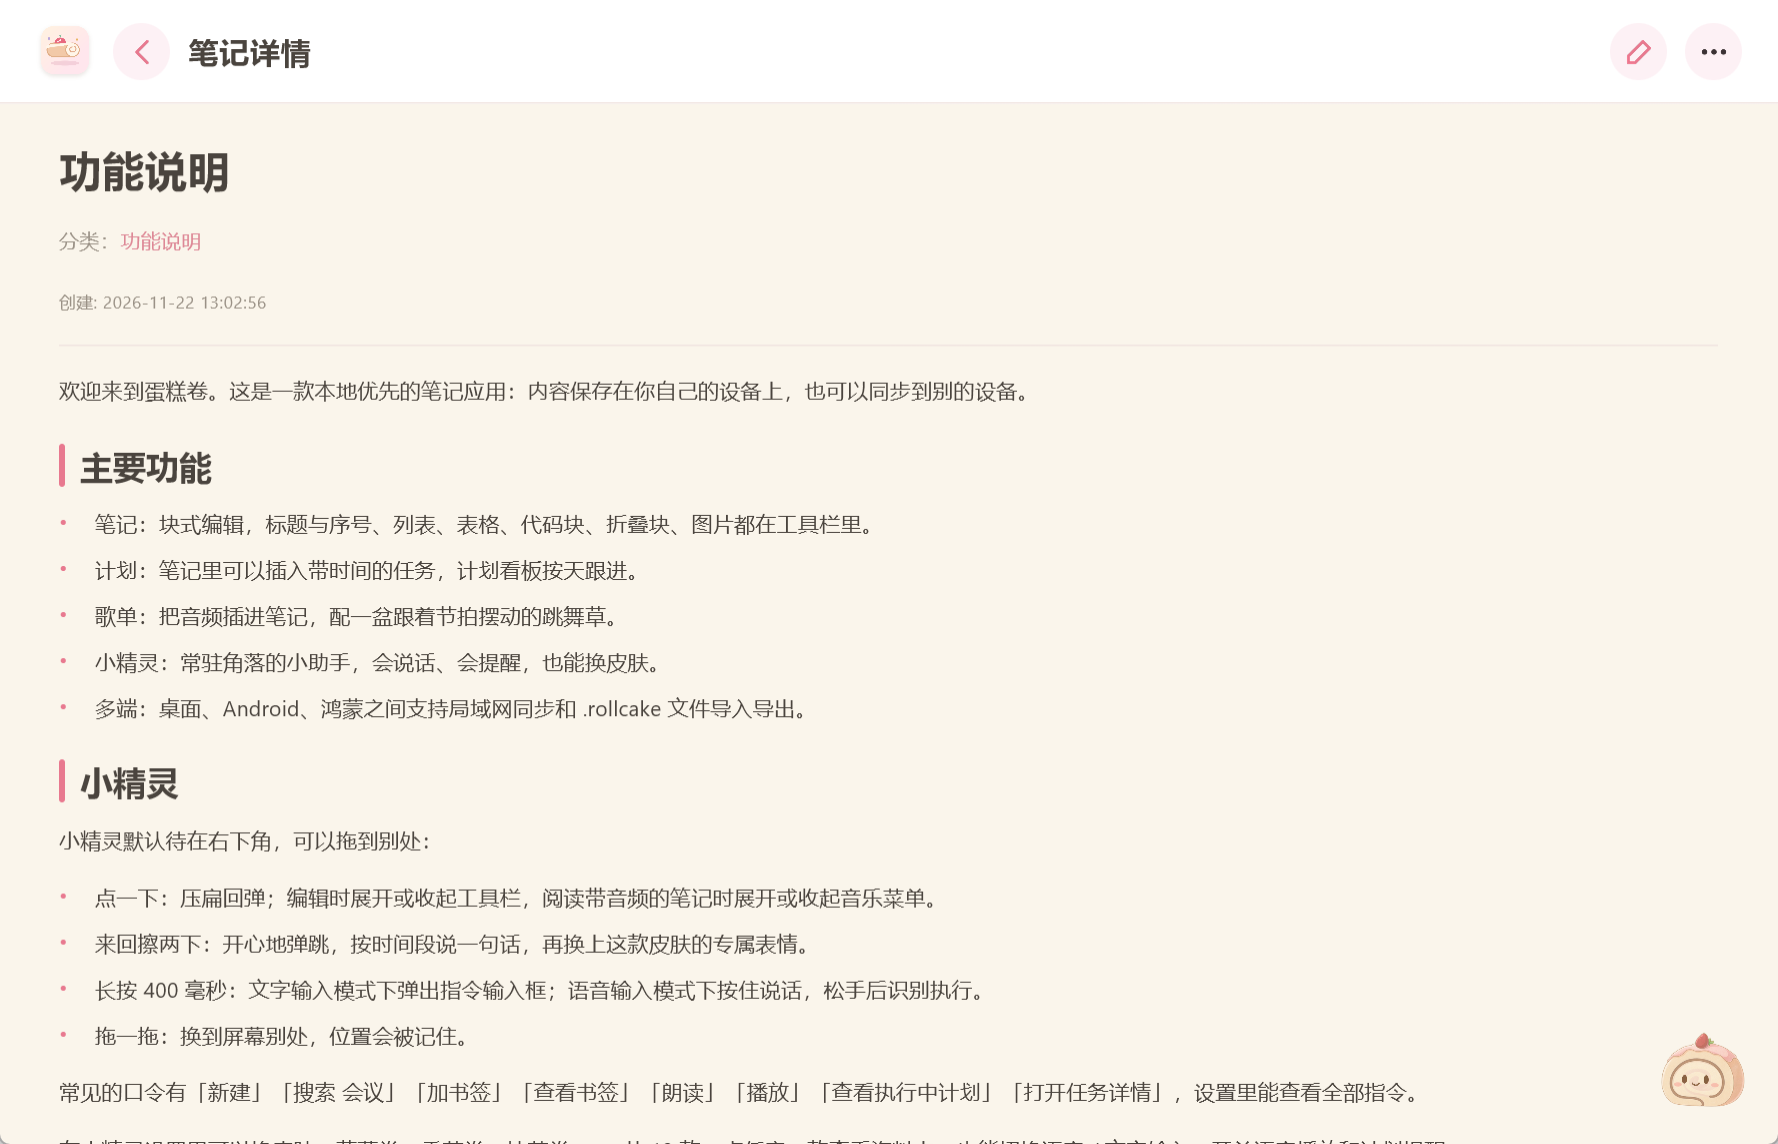 笔记详情
功能说明
分类：功能说明
创建: 2026-11-22 13:02:56
欢迎来到蛋糕卷。这是一款本地优先的笔记应用：内容保存在你自己的设备上，也可以同步到别的设备。
主要功能
• 笔记：块式编辑，标题与序号、列表、表格、代码块、折叠块、图片都在工具栏里。
• 计划：笔记里可以插入带时间的任务，计划看板按天跟进。
• 歌单：把音频插进笔记，配一盆跟着节拍摆动的跳舞草。
• 小精灵：常驻角落的小助手，会说话、会提醒，也能换皮肤。
• 多端：桌面、Android、鸿蒙之间支持局域网同步和 .rollcake 文件导入导出。
小精灵
小精灵默认待在右下角，可以拖到别处：
• 点一下：压扁回弹；编辑时展开或收起工具栏，阅读带音频的笔记时展开或收起音乐菜单。
• 来回擦两下：开心地弹跳，按时间段说一句话，再换上这款皮肤的专属表情。
• 长按 400 毫秒：文字输入模式下弹出指令输入框；语音输入模式下按住说话，松手后识别执行。
• 拖一拖：换到屏幕别处，位置会被记住。
常见的口令有「新建」「搜索 会议」「加书签」「查看书签」「朗读」「播放」「查看执行中计划」「打开任务详情」，设置里能查看全部指令。